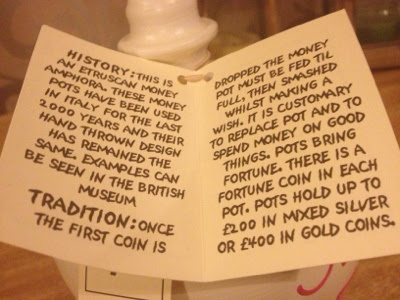 HISTORY: THIS IS
AN ETRUSCAN MONEY
AMPHORA. THESE MONEY
POTS HAVE BEEN USED
IN ITALY FOR THE LAST
2000 YEARS AND THEIR
HAND THROWN DESIGN
HAS REMAINED THE
SAME. EXAMPLES CAN
BE SEEN IN THE BRITISH
MUSEUM
TRADITION: ONCE
THE FIRST COIN IS
DROPPED THE MONEY
POT MUST BE FED TIL
FULL, THEN SMASHED
WHILST MAKING A
WISH. IT IS CUSTOMARY
TO REPLACE POT AND TO
SPEND MONEY ON GOOD
THINGS. POTS BRING
FORTUNE. THERE IS A
FORTUNE COIN IN EACH
POT. POTS HOLD UP TO
£200 IN MIXED SILVER
OR £400 IN GOLD COINS.